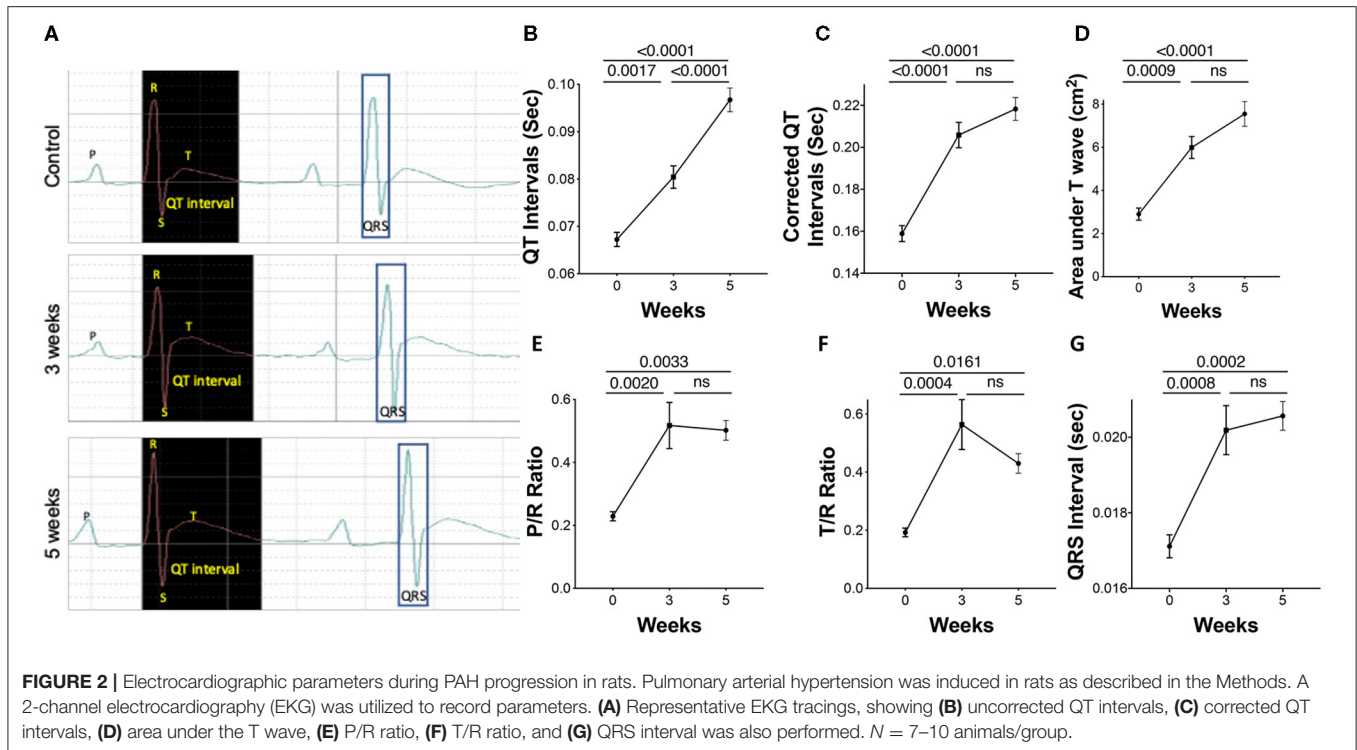 A
Control
R
P
T
QT interval
S
QRS
3 weeks
R
P
T
QT interval
S
QRS
5 weeks
R
P
T
QT interval
S
QRS
B
<0.0001
0.0017 <0.0001
QT Intervals (Sec)
0.10
0.09
0.08
0.07
0.06
0 3 5
Weeks
C
<0.0001
<0.0001 ns
Corrected QT
Intervals (Sec)
0.22
0.20
0.18
0.16
0.14
0 3 5
Weeks
D
<0.0001
0.0009 ns
Area under T wave (cm²)
8
6
4
2
0
0 3 5
Weeks
E
0.0033
0.0020 ns
P/R Ratio
0.6
0.4
0.2
0.0
0 3 5
Weeks
F
0.0161
0.0004 ns
T/R Ratio
0.6
0.4
0.2
0.0
0 3 5
Weeks
G
0.0002
0.0008 ns
QRS Interval (sec)
0.020
0.018
0.016
0 3 5
Weeks
FIGURE 2 | Electrocardiographic parameters during PAH progression in rats. Pulmonary arterial hypertension was induced in rats as described in the Methods. A
2-channel electrocardiography (EKG) was utilized to record parameters. (A) Representative EKG tracings, showing (B) uncorrected QT intervals, (C) corrected QT
intervals, (D) area under the T wave, (E) P/R ratio, (F) T/R ratio, and (G) QRS interval was also performed. N = 7–10 animals/group.